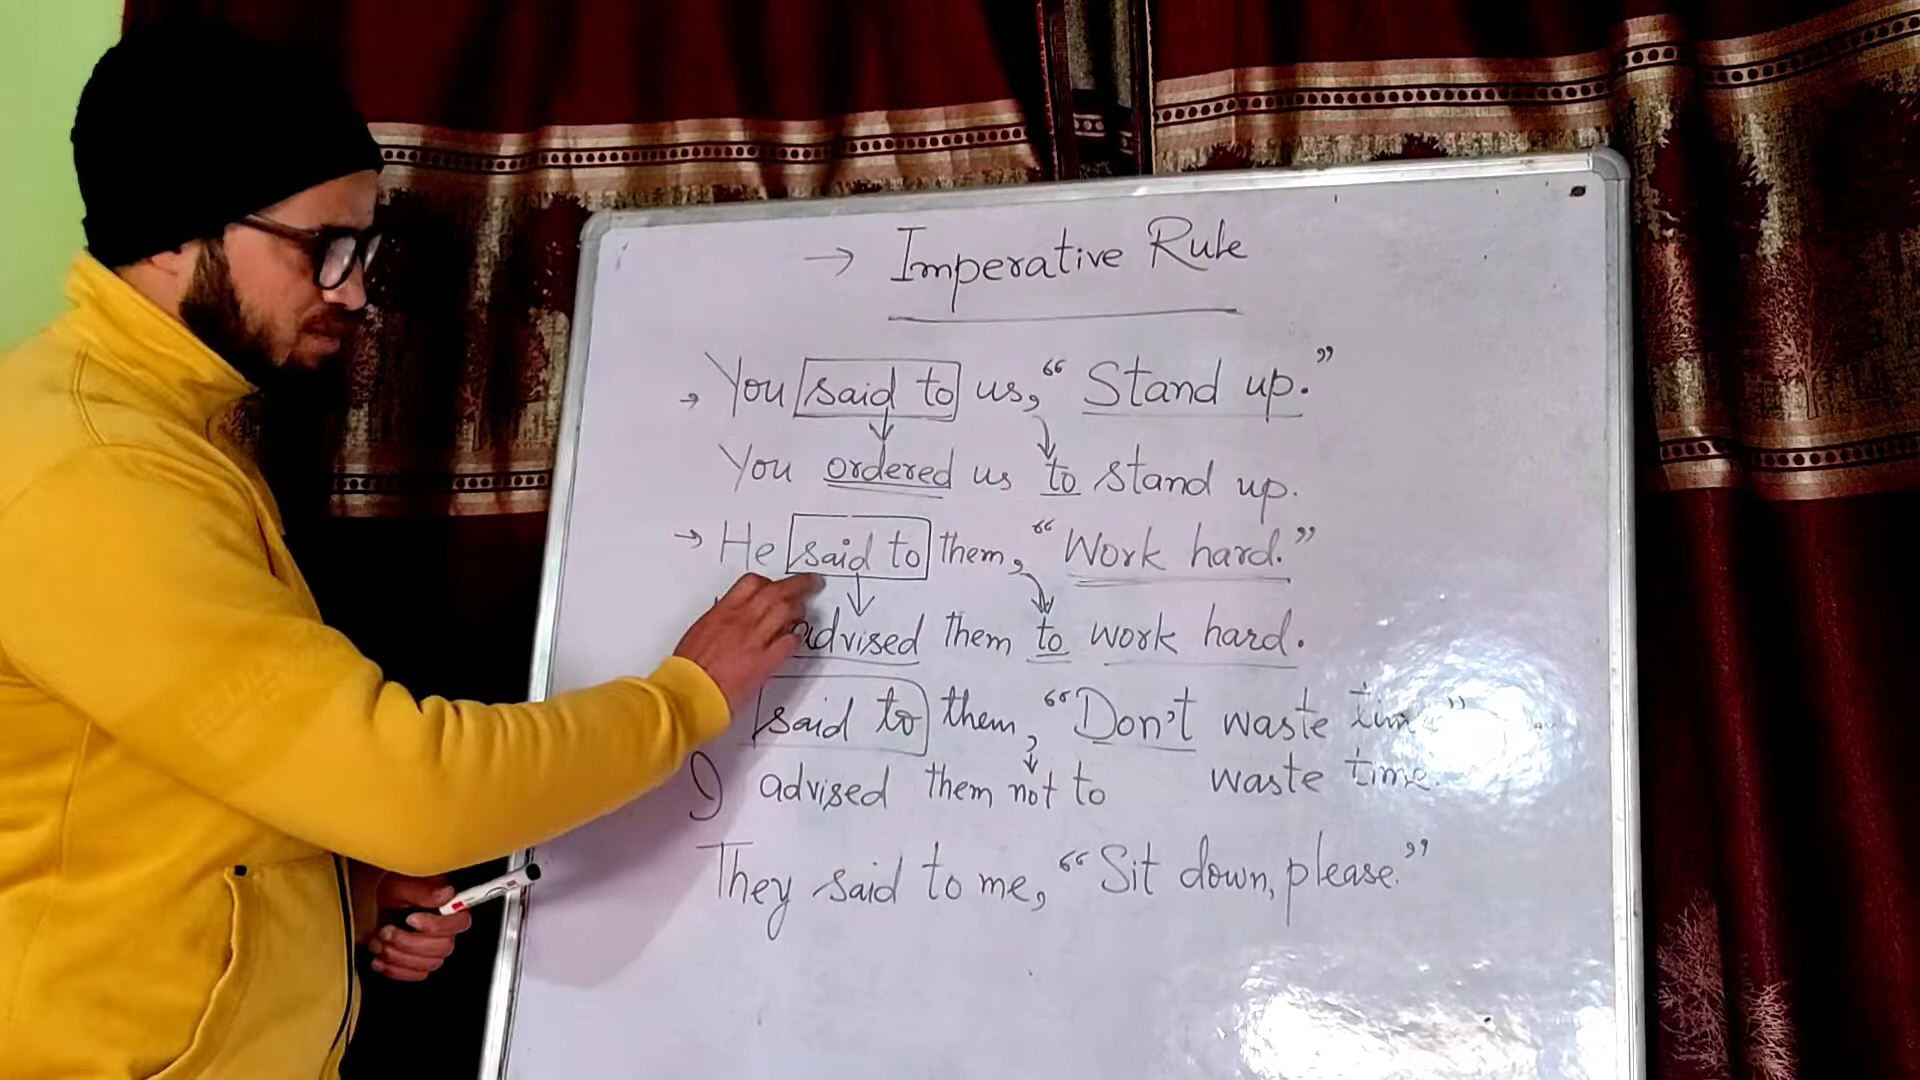 → Imperative Rule
→ You said to us, “Stand up.”
You ordered us to stand up.
→ He said to them, “Work hard.”
advised them to work hard.
said to them, “Don't waste time”
I advised them not to waste time.
They said to me, “Sit down, please.”